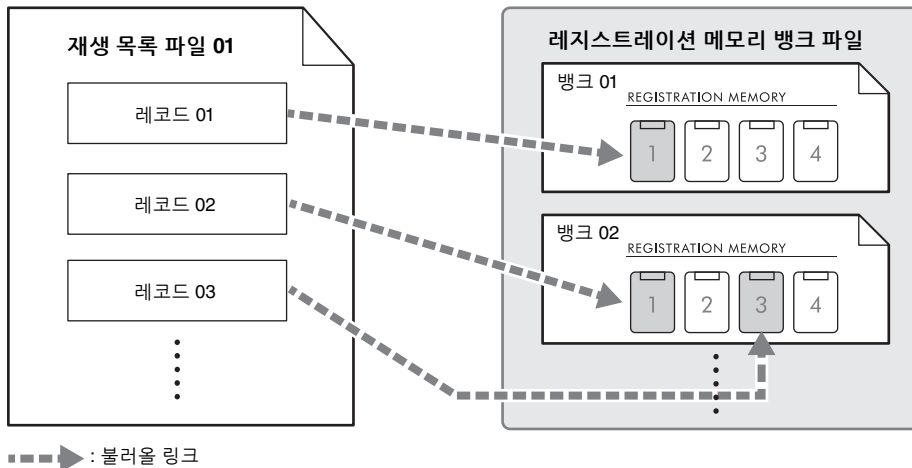 재생 목록 파일 01
레코드 01
레코드 02
레코드 03
레지스트레이션 메모리 뱅크 파일
뱅크 01
REGISTRATION MEMORY
1 2 3 4
뱅크 02
REGISTRATION MEMORY
1 2 3 4
: 불러올 링크